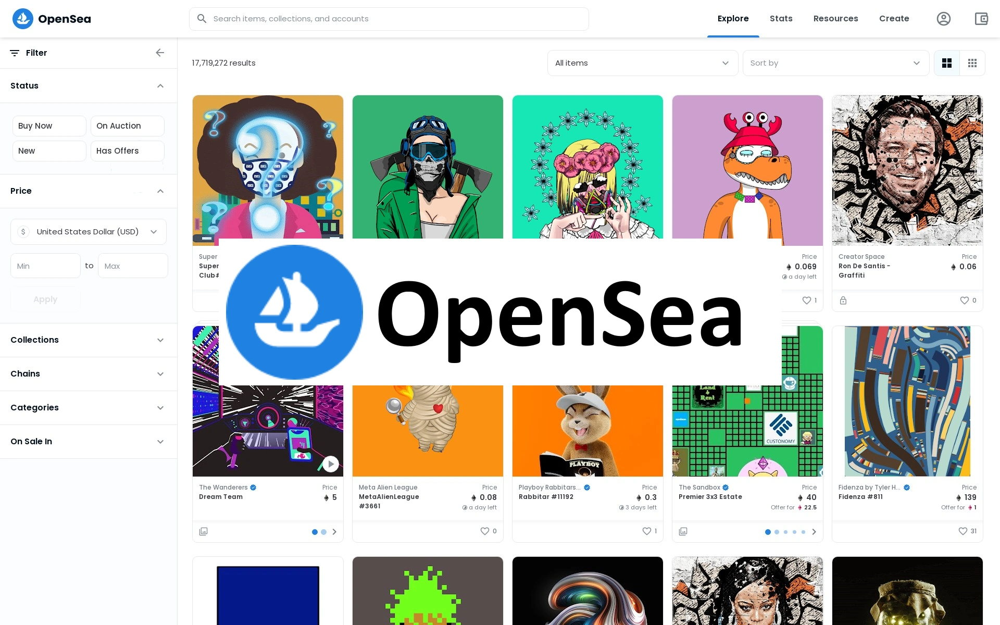 OpenSea
Search items, collections, and accounts
Explore
Stats
Resources
Create
Filter
17,719,272 results
All items
Sort by
Status
Buy Now
On Auction
New
Has Offers
Price
$ United States Dollar (USD)
Min
to
Max
Apply
Collections
Chains
Categories
On Sale In
Super
Super
Club#
Price
0.069
a day left
1
Creator Space
Ron De Santis -
Graffiti
Price
0.06
0
OpenSea
Land
&
Rent
CUSTONOMY
PLAYBOY
The Wanderers
Dream Team
Price
5
Meta Alien League
MetaAlienLeague
#3661
Price
0.08
a day left
0
Playboy Rabbitars...
Rabbitar #11192
Price
0.3
3 days left
1
The Sandbox
Premier 3x3 Estate
Price
40
Offer for 22.5
Fidenza by Tyler H...
Fidenza #811
Price
139
Offer for 1
31